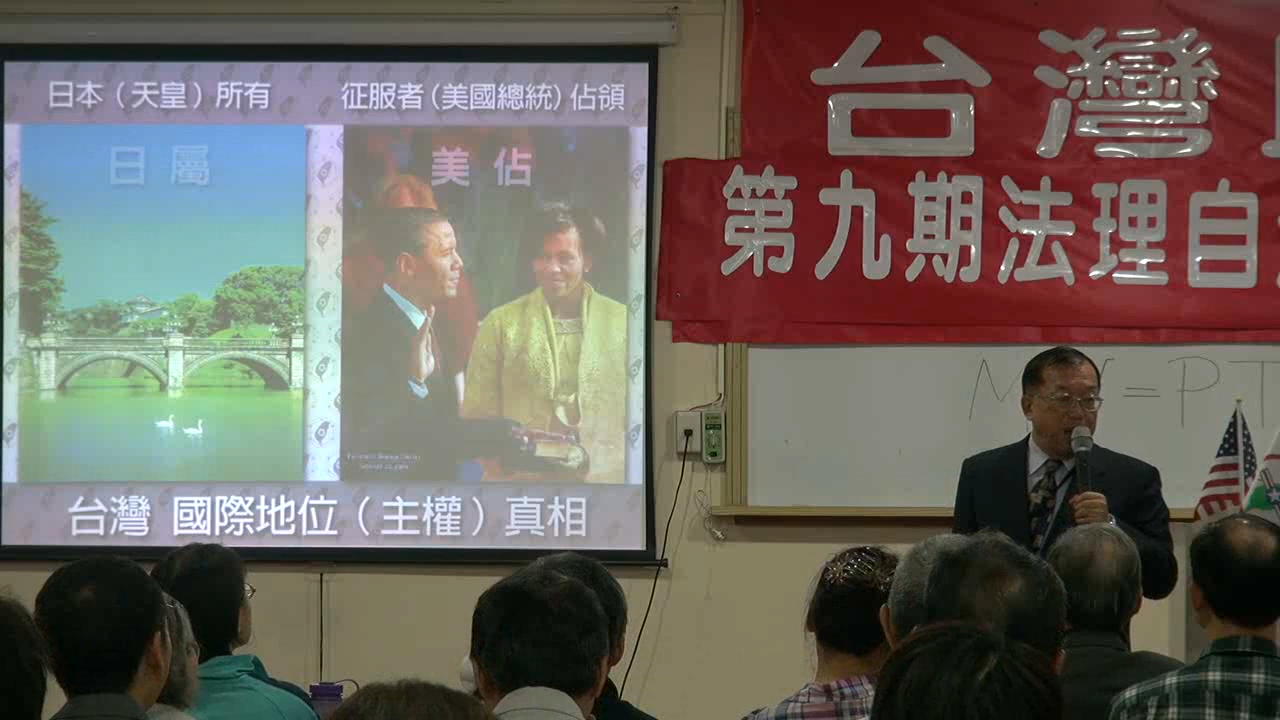 日本（天皇）所有
征服者（美國總統）佔領
日屬
美佔
台灣 國際地位（主權）真相
台灣
第九期法理自
= PT